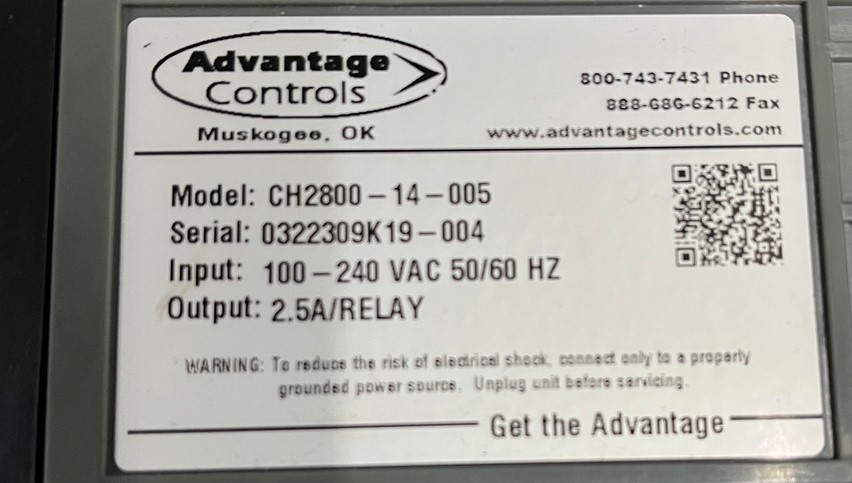 Advantage
Controls
Muskogee, OK
800-743-7431 Phone
888-686-6212 Fax
www.advantagecontrols.com
Model: CH2800-14-005
Serial: 0322309K19-004
Input: 100-240 VAC 50/60 HZ
Output: 2.5A/RELAY
WARNING: To reduce the risk of electrical shock, connect only to a properly
grounded power source. Unplug unit before servicing.
Get the Advantage